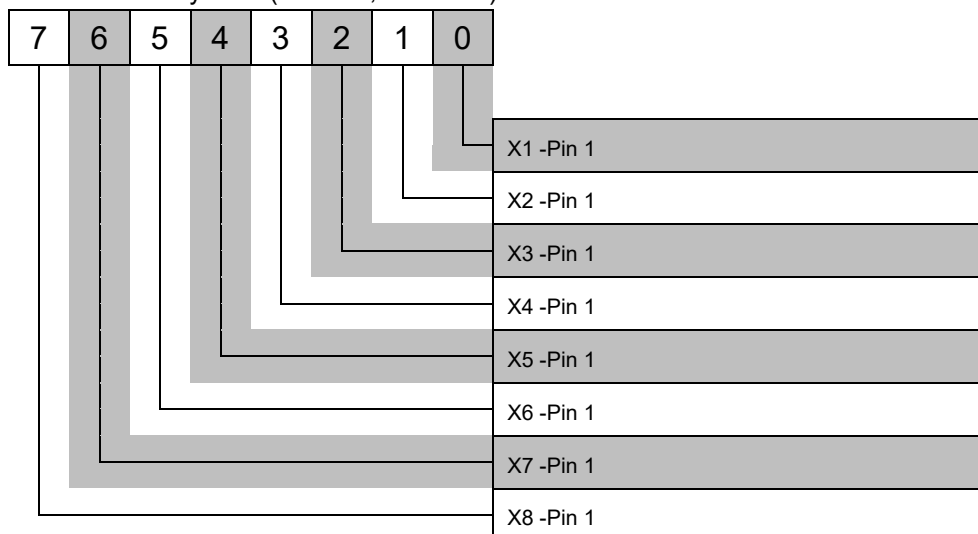 7 6 5 4 3 2 1 0
X1 -Pin 1
X2 -Pin 1
X3 -Pin 1
X4 -Pin 1
X5 -Pin 1
X6 -Pin 1
X7 -Pin 1
X8 -Pin 1